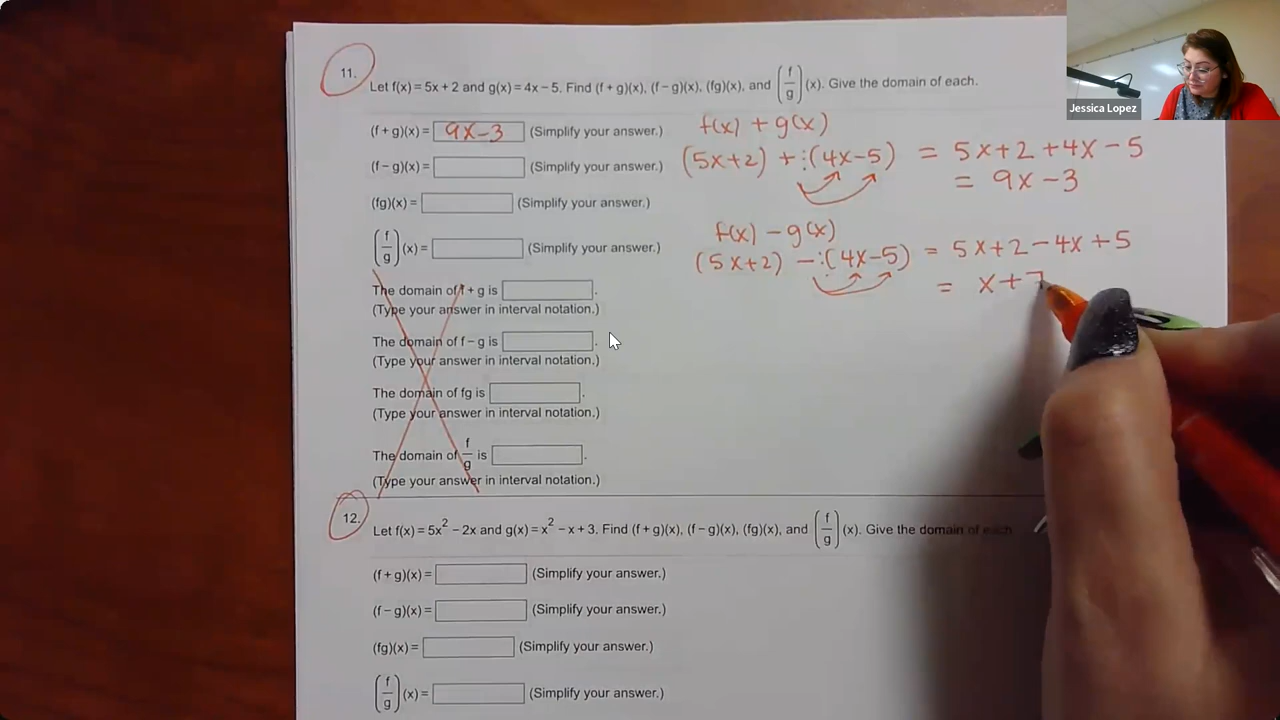 11.
Let f(x) = 5x + 2 and g(x) = 4x − 5. Find (f + g)(x), (f − g)(x), (fg)(x), and (f/g)(x). Give the domain of each.
(f + g)(x) = 9x−3 (Simplify your answer.)
(f − g)(x) = (Simplify your answer.)
(fg)(x) = (Simplify your answer.)
(f/g)(x) = (Simplify your answer.)
The domain of f + g is .
(Type your answer in interval notation.)
The domain of f − g is .
(Type your answer in interval notation.)
The domain of fg is .
(Type your answer in interval notation.)
The domain of f/g is .
(Type your answer in interval notation.)
f(x) + g(x)
(5x+2) + :(4x−5) = 5x+2 +4x −5
= 9x −3
f(x) − g(x)
(5x+2) −:(4x−5) = 5x+2 −4x +5
= x+7
12.
Let f(x) = 5x² − 2x and g(x) = x² − x + 3. Find (f + g)(x), (f − g)(x), (fg)(x), and (f/g)(x). Give the domain of each
(f + g)(x) = (Simplify your answer.)
(f − g)(x) = (Simplify your answer.)
(fg)(x) = (Simplify your answer.)
(f/g)(x) = (Simplify your answer.)
Jessica Lopez